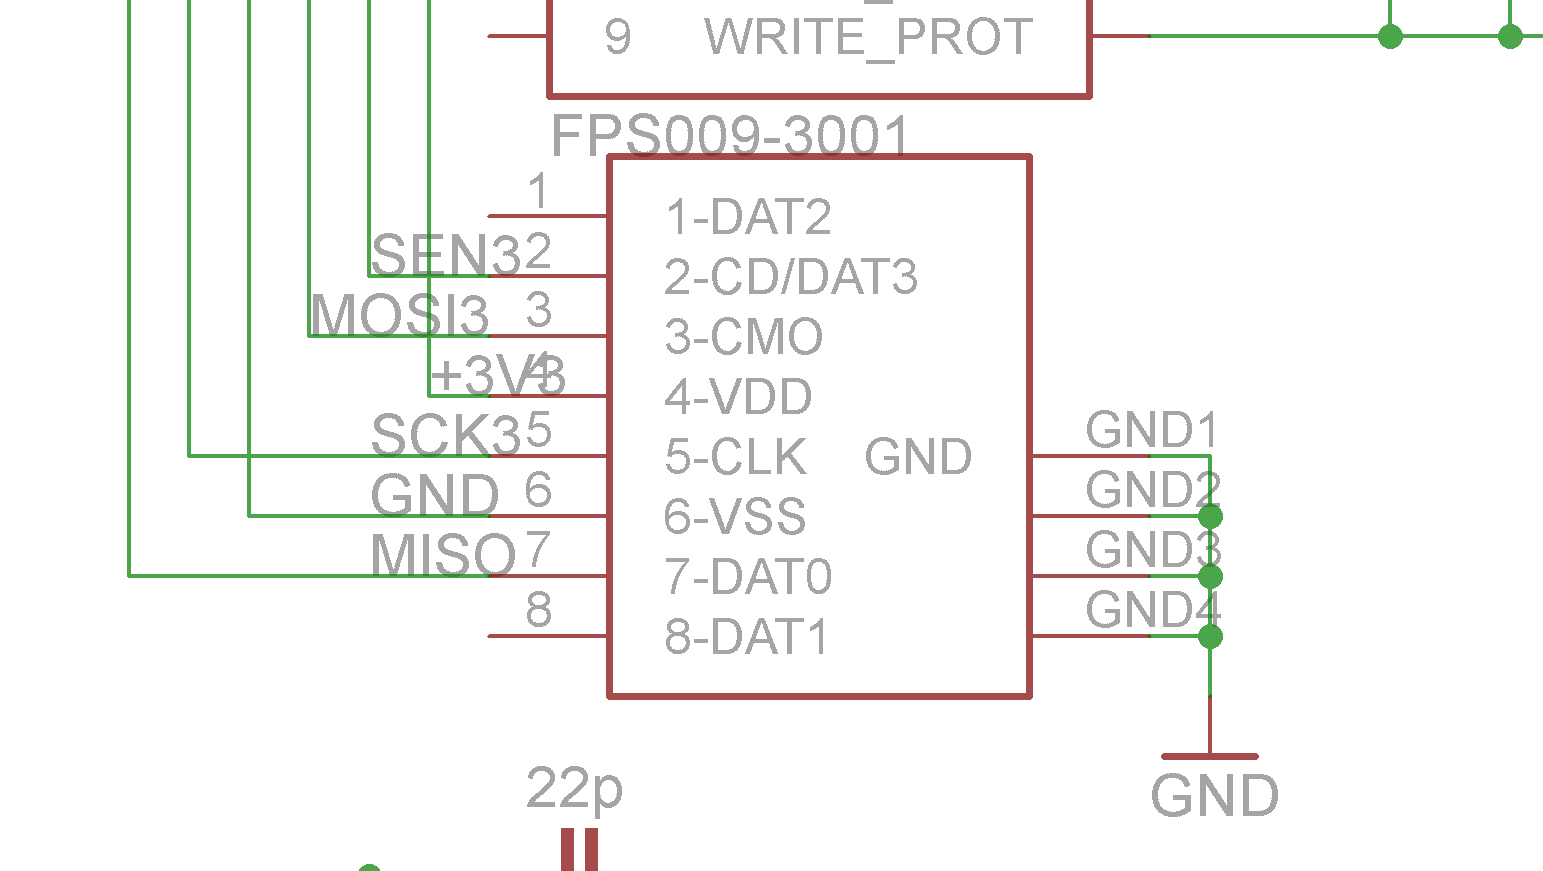 9 WRITE_PROT
FPS009-3001
1 1-DAT2
SEN3 2 2-CD/DAT3
MOSI3 3 3-CMO
+3V3 4 4-VDD
SCK3 5 5-CLK GND GND1
GND 6 6-VSS GND2
MISO 7 7-DAT0 GND3
8 8-DAT1 GND4
22p
GND